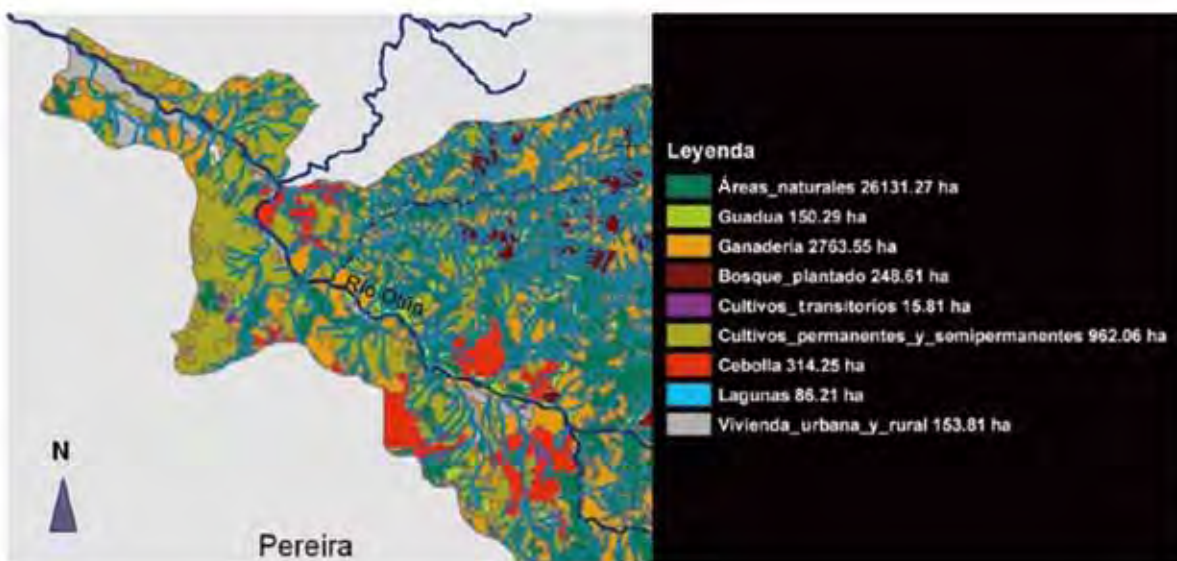 Río Otún
N
Pereira
Leyenda
Áreas_naturales 26131.27 ha
Guadua 150.29 ha
Ganadería 2763.55 ha
Bosque_plantado 248.61 ha
Cultivos_transitorios 15.81 ha
Cultivos_permanentes_y_semipermanentes 962.06 ha
Cebolla 314.25 ha
Lagunas 86.21 ha
Vivienda_urbana_y_rural 153.81 ha